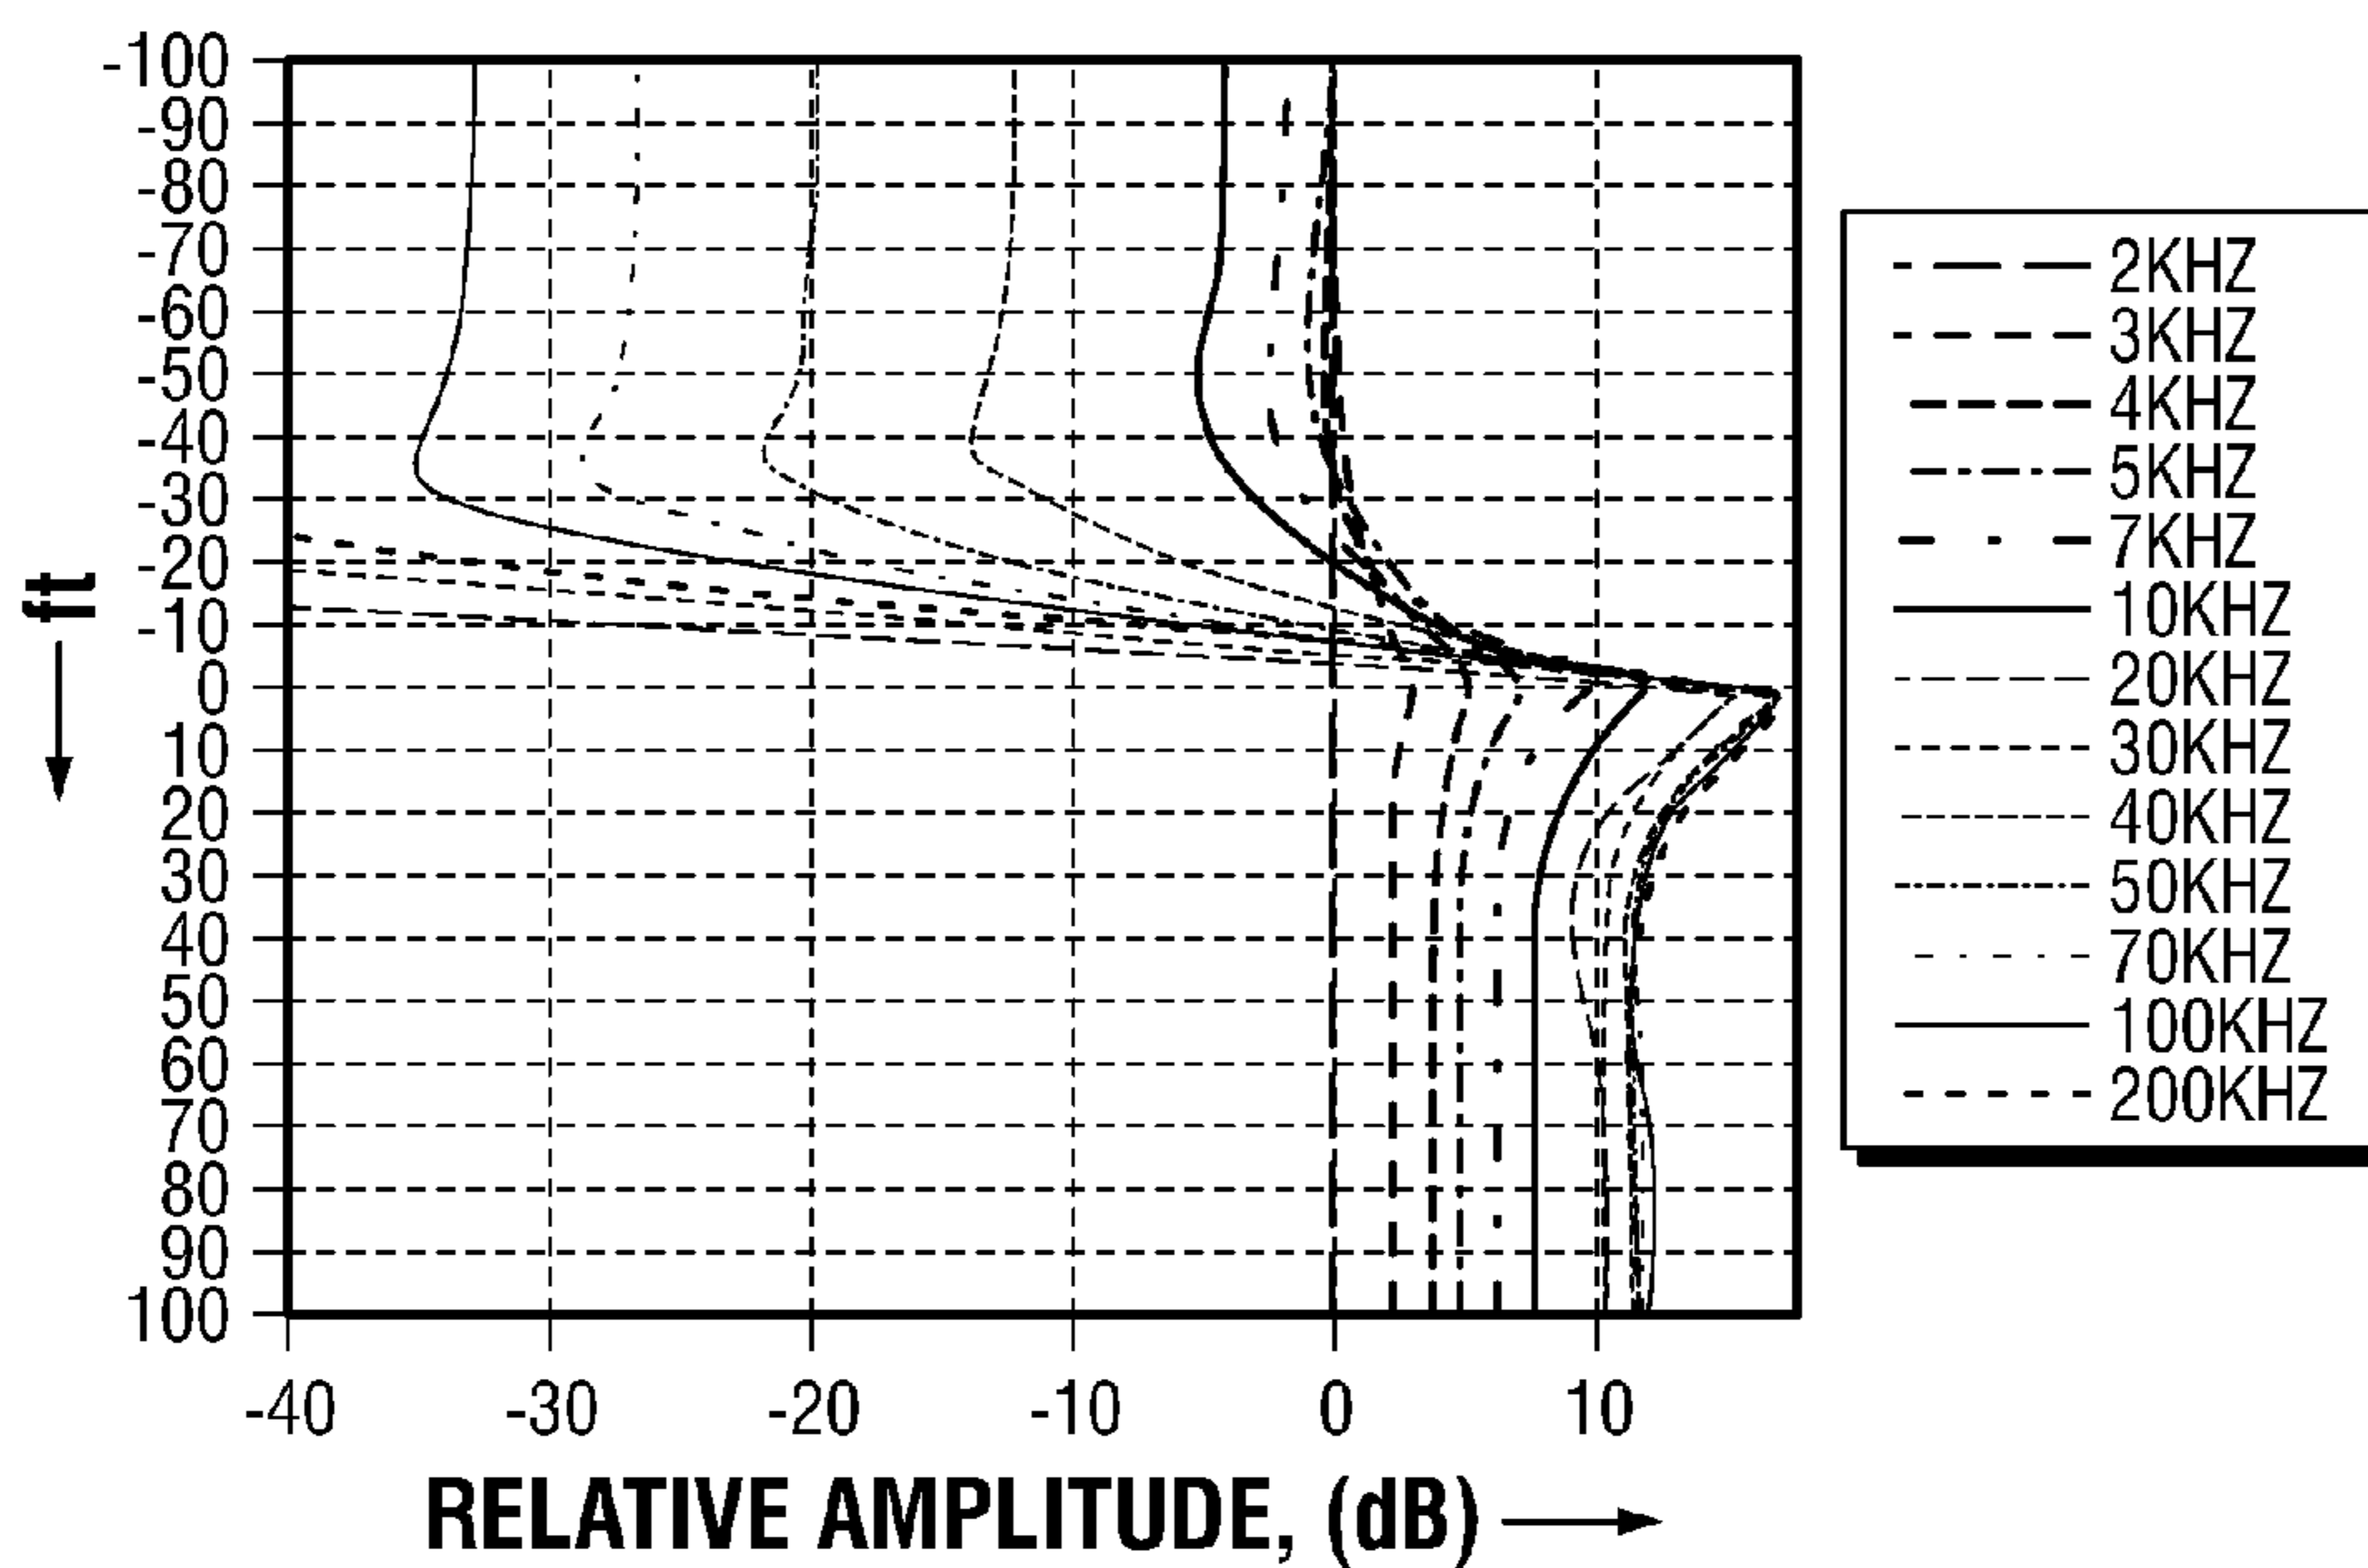 -100
-90
-80
-70
-60
-50
-40
-30
-20
-10
0
10
20
30
40
50
60
70
80
90
100
ft
-40 -30 -20 -10 0 10
RELATIVE AMPLITUDE, (dB)
2KHZ
3KHZ
4KHZ
5KHZ
7KHZ
10KHZ
20KHZ
30KHZ
40KHZ
50KHZ
70KHZ
100KHZ
200KHZ